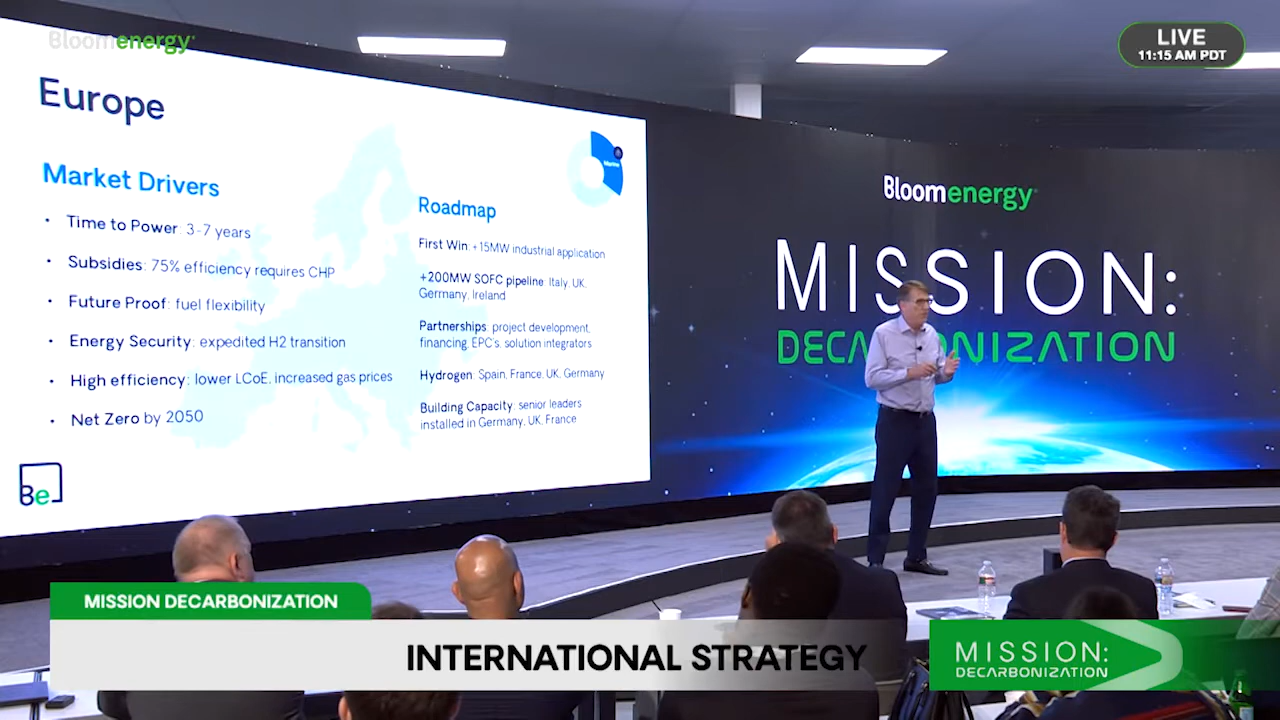 Bloomenergy
LIVE
11:15 AM PDT
Europe
Market Drivers
• Time to Power: 3-7 years
• Subsidies: 75% efficiency requires CHP
• Future Proof: fuel flexibility
• Energy Security: expedited H2 transition
• High efficiency: lower LCoE, increased gas prices
• Net Zero by 2050
Be
Roadmap
First Win: +15MW industrial application
+200MW SOFC pipeline: Italy, UK,
Germany, Ireland
Partnerships: project development,
financing, EPC's, solution integrators
Hydrogen: Spain, France, UK, Germany
Building Capacity: senior leaders
installed in Germany, UK, France
Bloomenergy
MISSION:
DECARBONIZATION
MISSION DECARBONIZATION
INTERNATIONAL STRATEGY
MISSION:
DECARBONIZATION